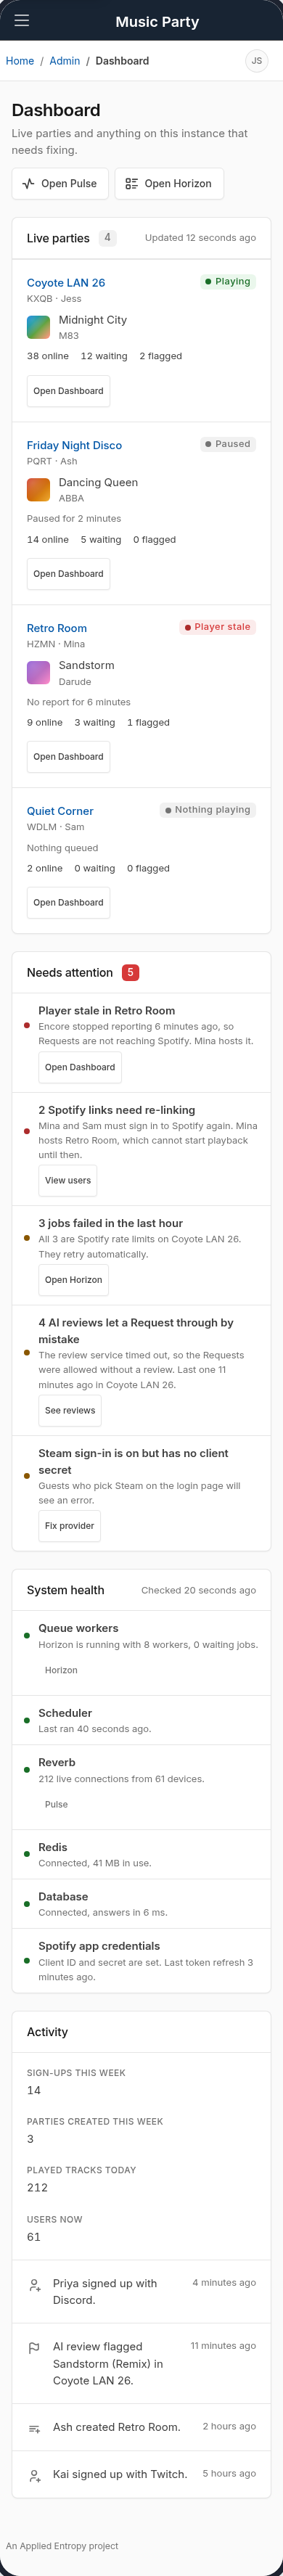 Music Party
Home / Admin / Dashboard
JS
Dashboard
Live parties and anything on this instance that
needs fixing.
Open Pulse
Open Horizon
Live parties 4
Updated 12 seconds ago
Coyote LAN 26
Playing
KXQB · Jess
Midnight City
M83
38 online 12 waiting 2 flagged
Open Dashboard
Friday Night Disco
Paused
PQRT · Ash
Dancing Queen
ABBA
Paused for 2 minutes
14 online 5 waiting 0 flagged
Open Dashboard
Retro Room
Player stale
HZMN · Mina
Sandstorm
Darude
No report for 6 minutes
9 online 3 waiting 1 flagged
Open Dashboard
Quiet Corner
Nothing playing
WDLM · Sam
Nothing queued
2 online 0 waiting 0 flagged
Open Dashboard
Needs attention 5
Player stale in Retro Room
Encore stopped reporting 6 minutes ago, so
Requests are not reaching Spotify. Mina hosts it.
Open Dashboard
2 Spotify links need re-linking
Mina and Sam must sign in to Spotify again. Mina
hosts Retro Room, which cannot start playback
until then.
View users
3 jobs failed in the last hour
All 3 are Spotify rate limits on Coyote LAN 26.
They retry automatically.
Open Horizon
4 AI reviews let a Request through by
mistake
The review service timed out, so the Requests
were allowed without a review. Last one 11
minutes ago in Coyote LAN 26.
See reviews
Steam sign-in is on but has no client
secret
Guests who pick Steam on the login page will
see an error.
Fix provider
System health
Checked 20 seconds ago
Queue workers
Horizon is running with 8 workers, 0 waiting jobs.
Horizon
Scheduler
Last ran 40 seconds ago.
Reverb
212 live connections from 61 devices.
Pulse
Redis
Connected, 41 MB in use.
Database
Connected, answers in 6 ms.
Spotify app credentials
Client ID and secret are set. Last token refresh 3
minutes ago.
Activity
SIGN-UPS THIS WEEK
14
PARTIES CREATED THIS WEEK
3
PLAYED TRACKS TODAY
212
USERS NOW
61
Priya signed up with
Discord.
4 minutes ago
AI review flagged
Sandstorm (Remix) in
Coyote LAN 26.
11 minutes ago
Ash created Retro Room.
2 hours ago
Kai signed up with Twitch.
5 hours ago
An Applied Entropy project